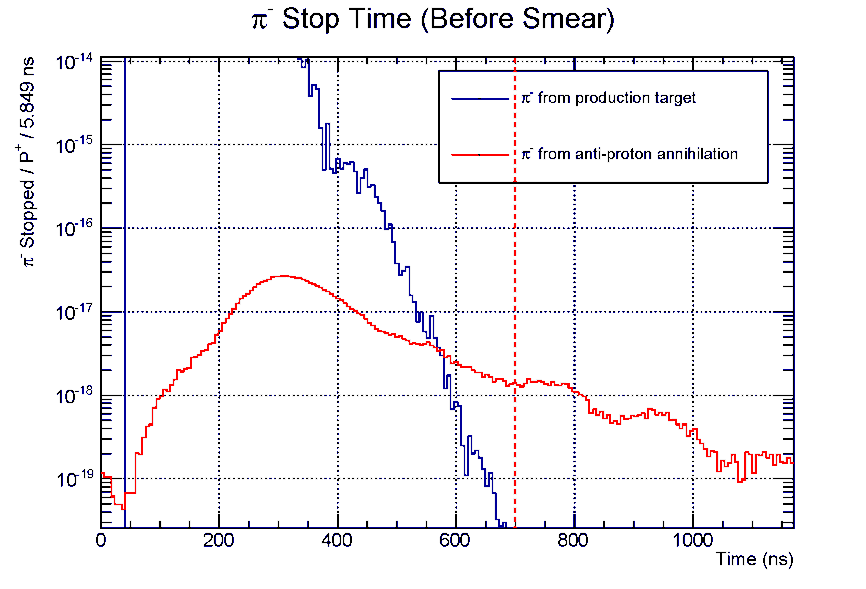 π⁻ Stop Time (Before Smear)
π⁻ Stopped / P⁺ / 5.849 ns
10⁻¹⁴
10⁻¹⁵
10⁻¹⁶
10⁻¹⁷
10⁻¹⁸
10⁻¹⁹
π⁻ from production target
π⁻ from anti-proton annihilation
0 200 400 600 800 1000
Time (ns)